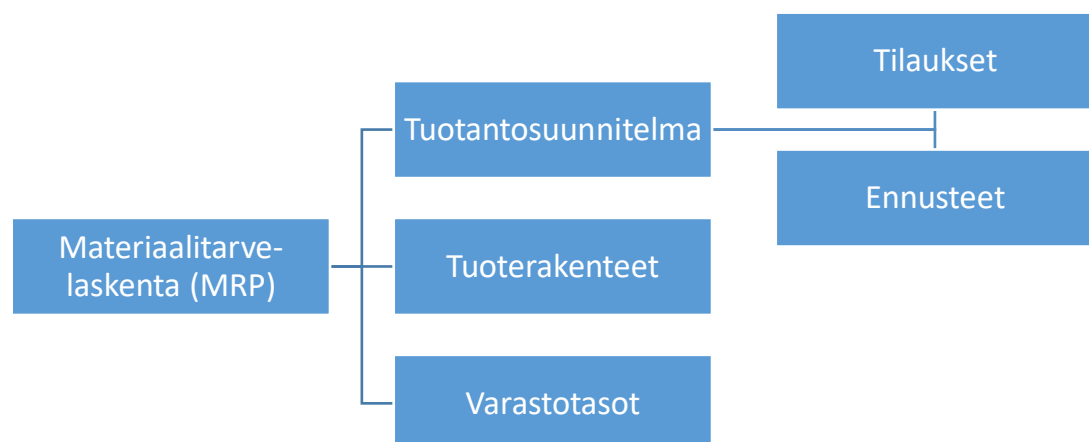 Tilaukset
Tuotantosuunnitelma
Ennusteet
Materiaalitarve-
laskenta (MRP)
Tuoterakenteet
Varastotasot